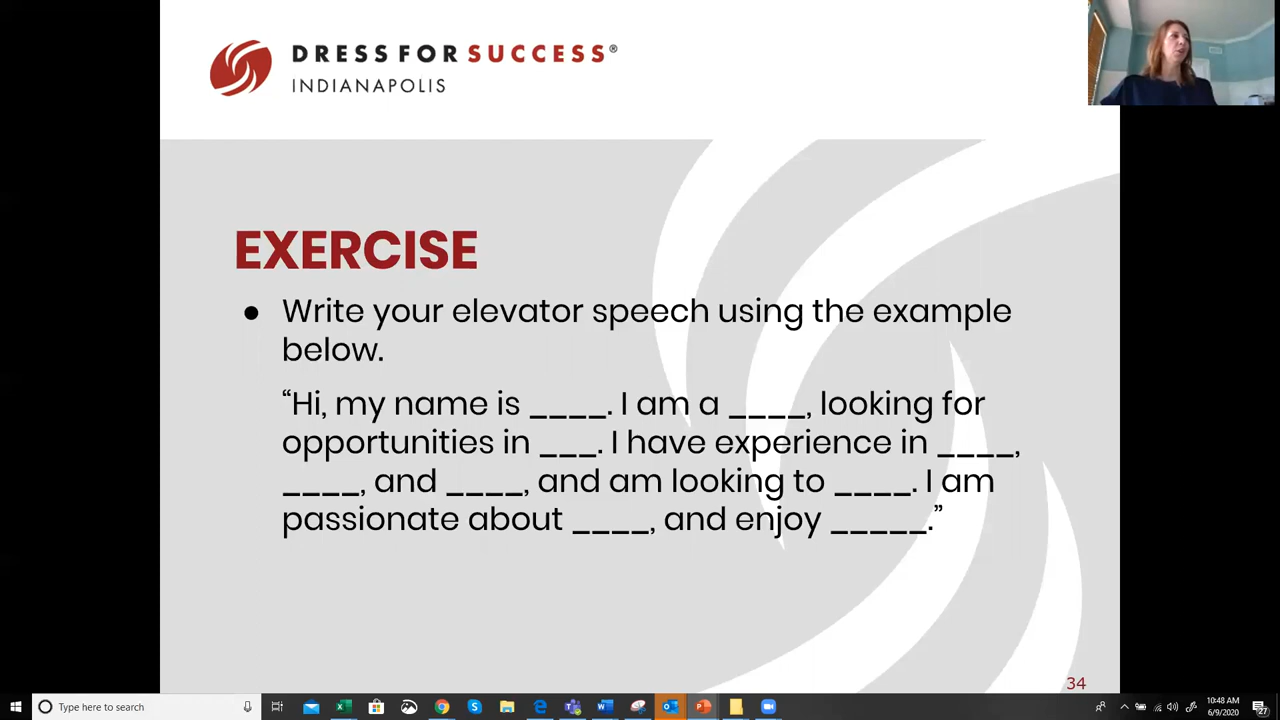 DRESS FOR SUCCESS®
INDIANAPOLIS
EXERCISE
● Write your elevator speech using the example
below.
“Hi, my name is ____. I am a ____, looking for
opportunities in ___. I have experience in ____,
____, and ____, and am looking to ____. I am
passionate about ____, and enjoy _____.”
34
Type here to search
10:48 AM
6/9/2020
27